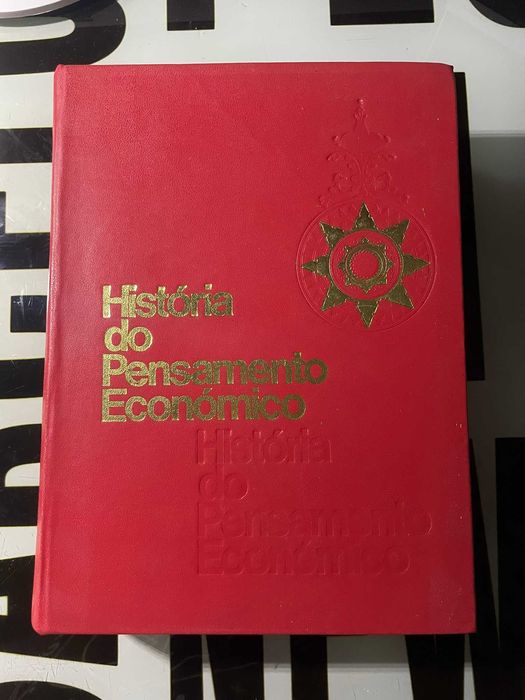 História
do
Pensamento
Económico
História
do
Pensamento
Económico